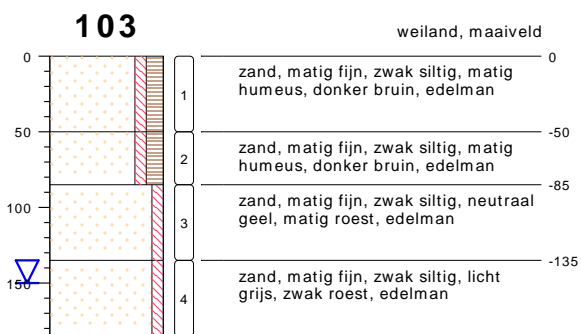 103
weiland, maaiveld
0
0
zand, matig fijn, zwak siltig, matig
humeus, donker bruin, edelman
1
50
-50
zand, matig fijn, zwak siltig, matig
humeus, donker bruin, edelman
2
-85
zand, matig fijn, zwak siltig, neutraal
geel, matig roest, edelman
100
3
-135
zand, matig fijn, zwak siltig, licht
grijs, zwak roest, edelman
150
4